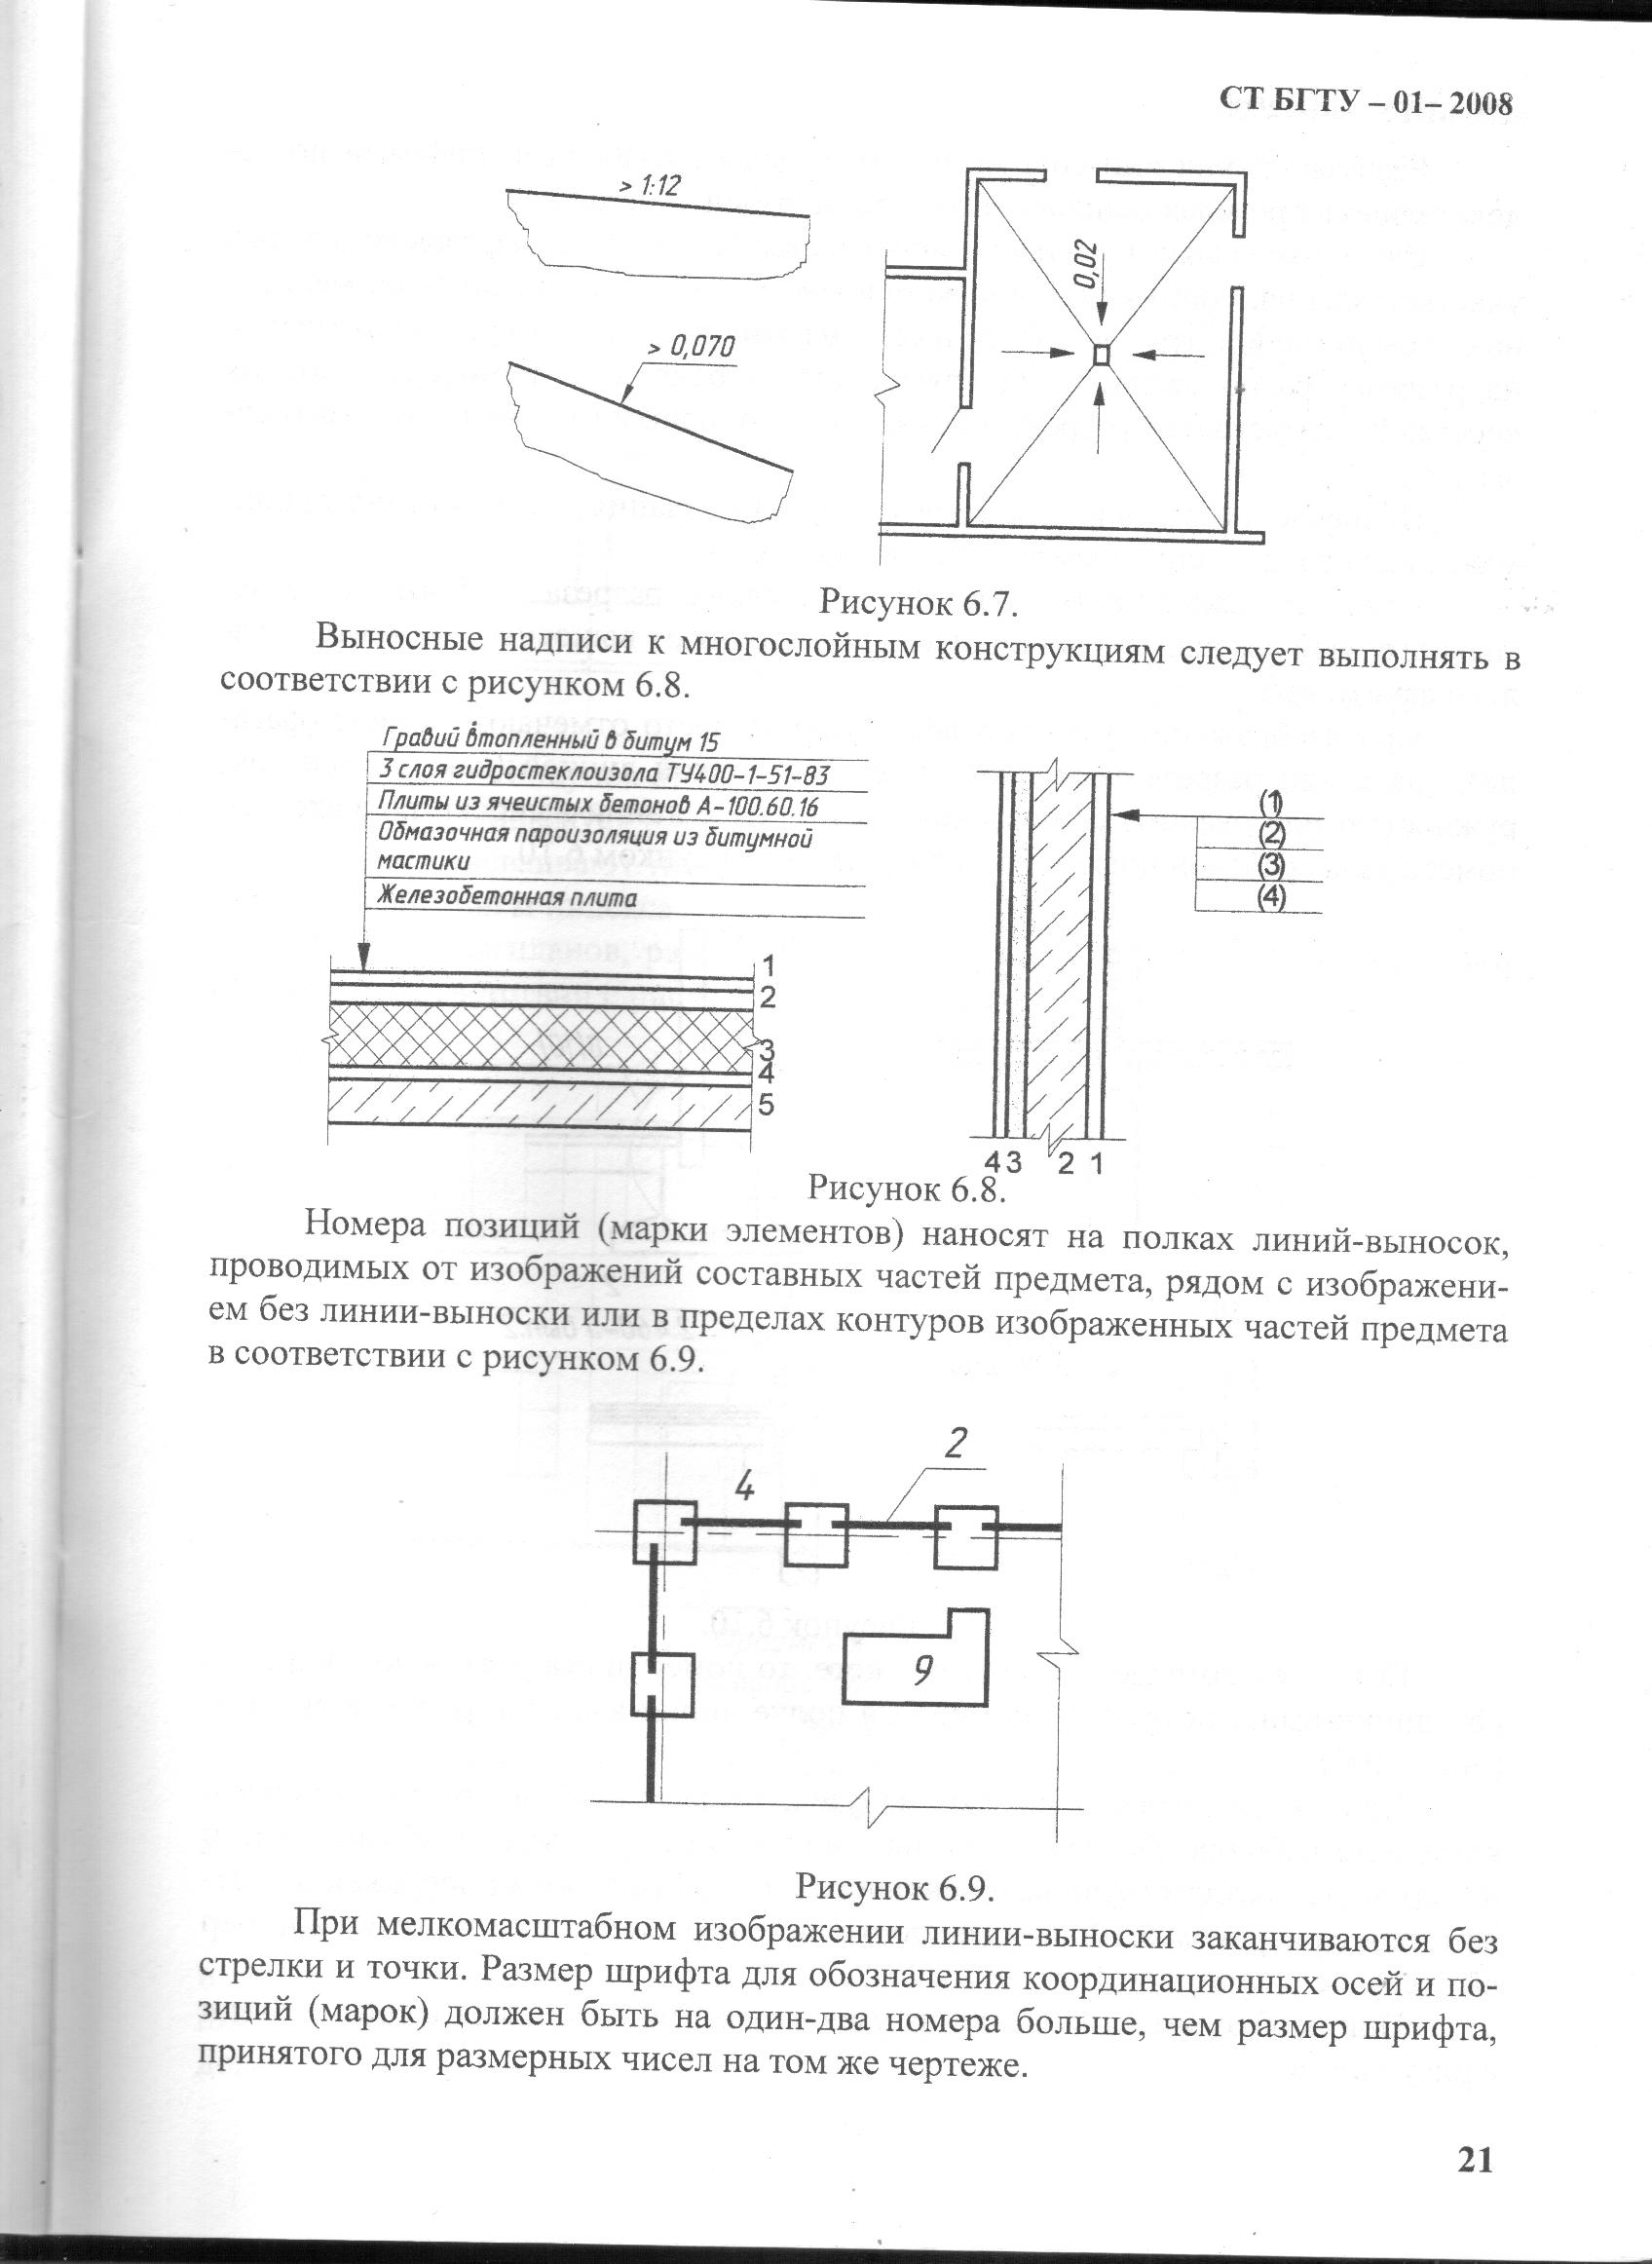 СТ БГТУ – 01– 2008
> 1:12
0,02
> 0,070
Рисунок 6.7.
Выносные надписи к многослойным конструкциям следует выполнять в
соответствии с рисунком 6.8.
Гравий втопленный в битум 15
3 слоя гидростеклоизола ТУ400-1-51-83
Плиты из ячеистых бетонов А-100.60.16
Обмазочная пароизоляция из битумной
мастики
Железобетонная плита
1
2
3
4
5
(1)
(2)
(3)
(4)
4 3 2 1
Рисунок 6.8.
Номера позиций (марки элементов) наносят на полках линий-выносок,
проводимых от изображений составных частей предмета, рядом с изображени-
ем без линии-выноски или в пределах контуров изображенных частей предмета
в соответствии с рисунком 6.9.
2
4
9
Рисунок 6.9.
При мелкомасштабном изображении линии-выноски заканчиваются без
стрелки и точки. Размер шрифта для обозначения координационных осей и по-
зиций (марок) должен быть на один-два номера больше, чем размер шрифта,
принятого для размерных чисел на том же чертеже.
21